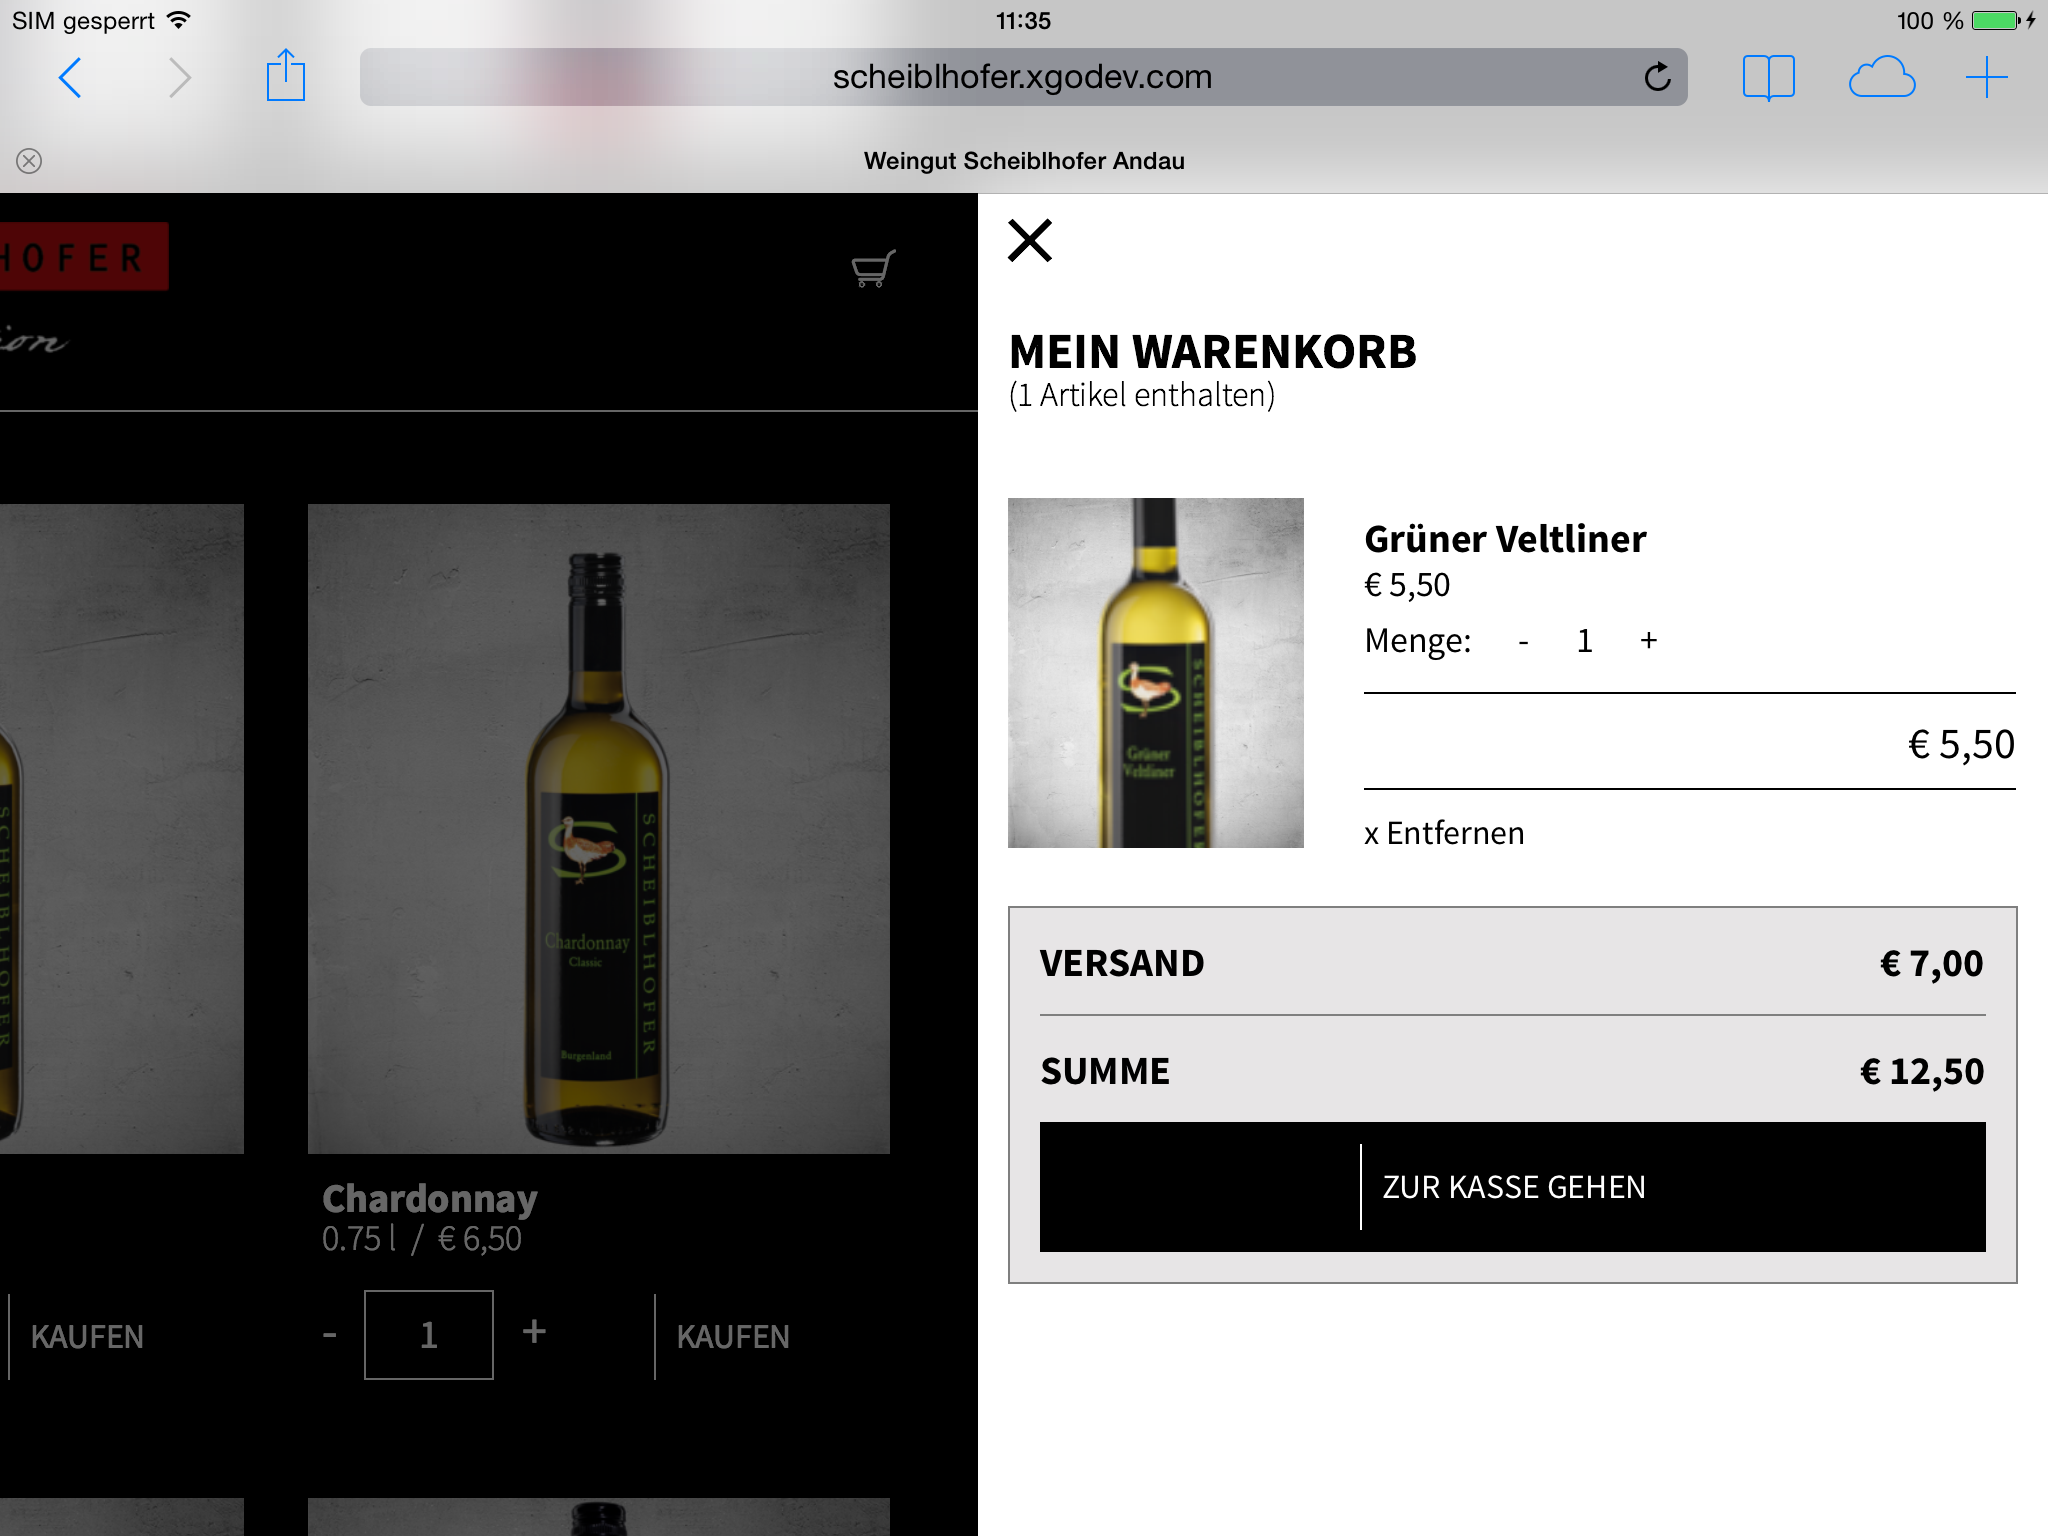 SIM gesperrt
11:35
100 %
scheiblhofer.xgodev.com
Weingut Scheiblhofer Andau
HOFER
ion
MEIN WARENKORB
(1 Artikel enthalten)
Grüner Veltliner
€ 5,50
Menge: - 1 +
€ 5,50
x Entfernen
Grüner
Veltliner
SCHEIBLHOFER
VERSAND € 7,00
SUMME € 12,50
ZUR KASSE GEHEN
SCHEIBLHOFER
Chardonnay
Classic
Burgenland
SCHEIBLHOFER
Chardonnay
0.75 l / € 6,50
KAUFEN
- 1 + KAUFEN